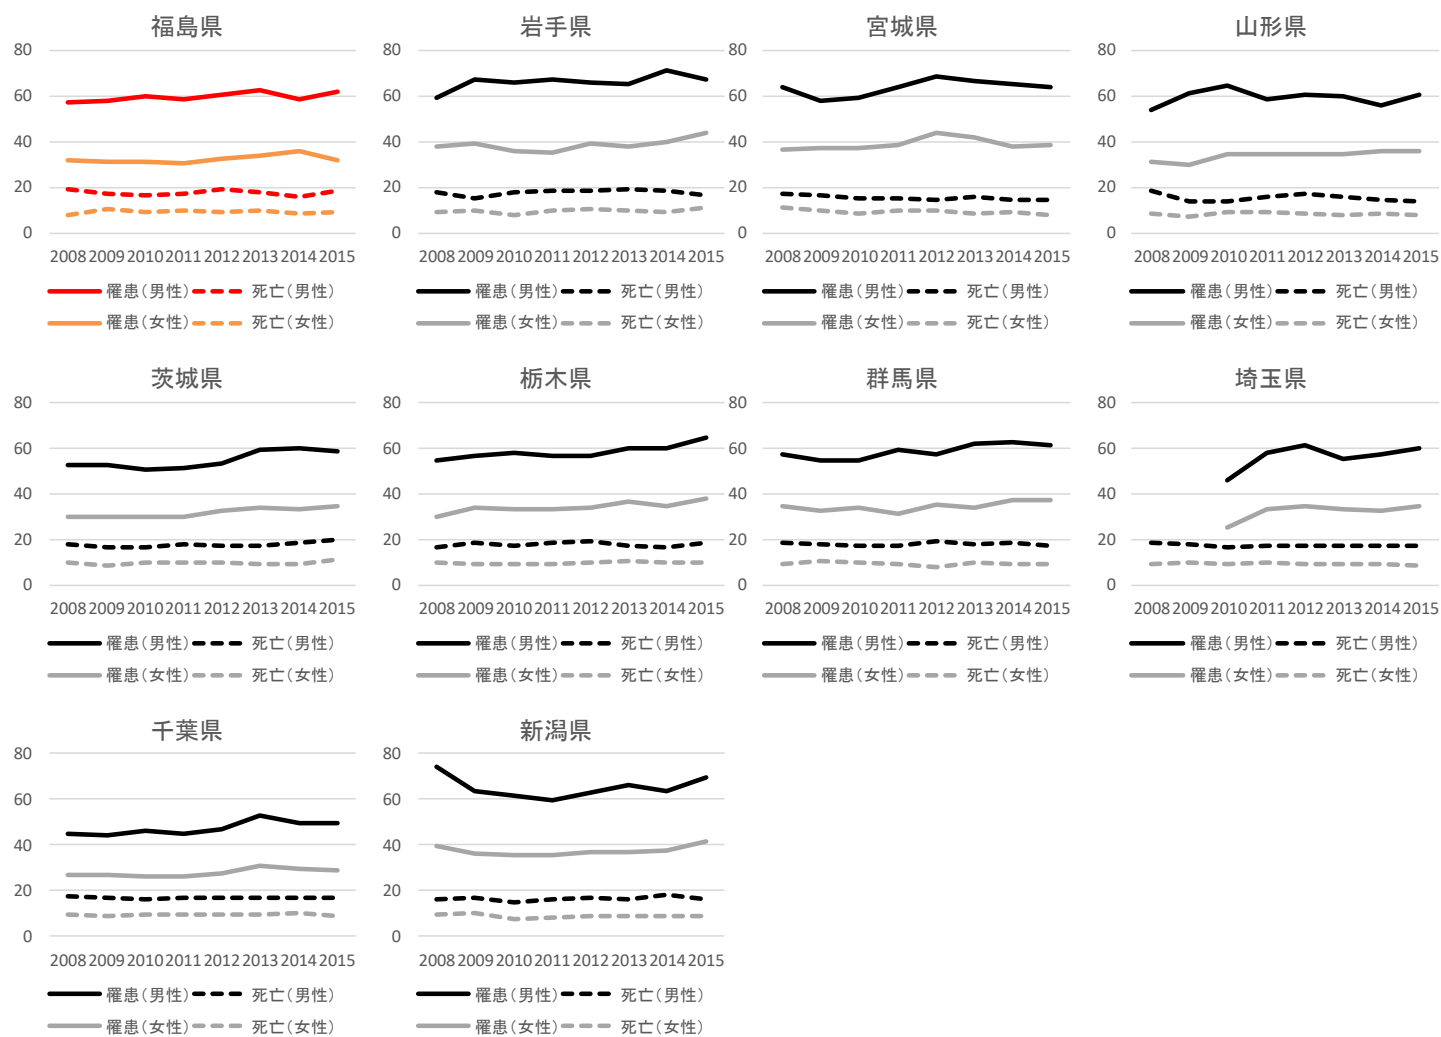 福島県 岩手県 宮城県 山形県
80 80 80 80
60 60 60 60
40 40 40 40
20 20 20 20
0 0 0 0
2008 2009 2010 2011 2012 2013 2014 2015 2008 2009 2010 2011 2012 2013 2014 2015 2008 2009 2010 2011 2012 2013 2014 2015 2008 2009 2010 2011 2012 2013 2014 2015
罹患(男性) 死亡(男性) 罹患(男性) 死亡(男性) 罹患(男性) 死亡(男性) 罹患(男性) 死亡(男性)
罹患(女性) 死亡(女性) 罹患(女性) 死亡(女性) 罹患(女性) 死亡(女性) 罹患(女性) 死亡(女性)
茨城県 栃木県 群馬県 埼玉県
80 80 80 80
60 60 60 60
40 40 40 40
20 20 20 20
0 0 0 0
2008 2009 2010 2011 2012 2013 2014 2015 2008 2009 2010 2011 2012 2013 2014 2015 2008 2009 2010 2011 2012 2013 2014 2015 2008 2009 2010 2011 2012 2013 2014 2015
罹患(男性) 死亡(男性) 罹患(男性) 死亡(男性) 罹患(男性) 死亡(男性) 罹患(男性) 死亡(男性)
罹患(女性) 死亡(女性) 罹患(女性) 死亡(女性) 罹患(女性) 死亡(女性) 罹患(女性) 死亡(女性)
千葉県 新潟県
80 80
60 60
40 40
20 20
0 0
2008 2009 2010 2011 2012 2013 2014 2015 2008 2009 2010 2011 2012 2013 2014 2015
罹患(男性) 死亡(男性) 罹患(男性) 死亡(男性)
罹患(女性) 死亡(女性) 罹患(女性) 死亡(女性)